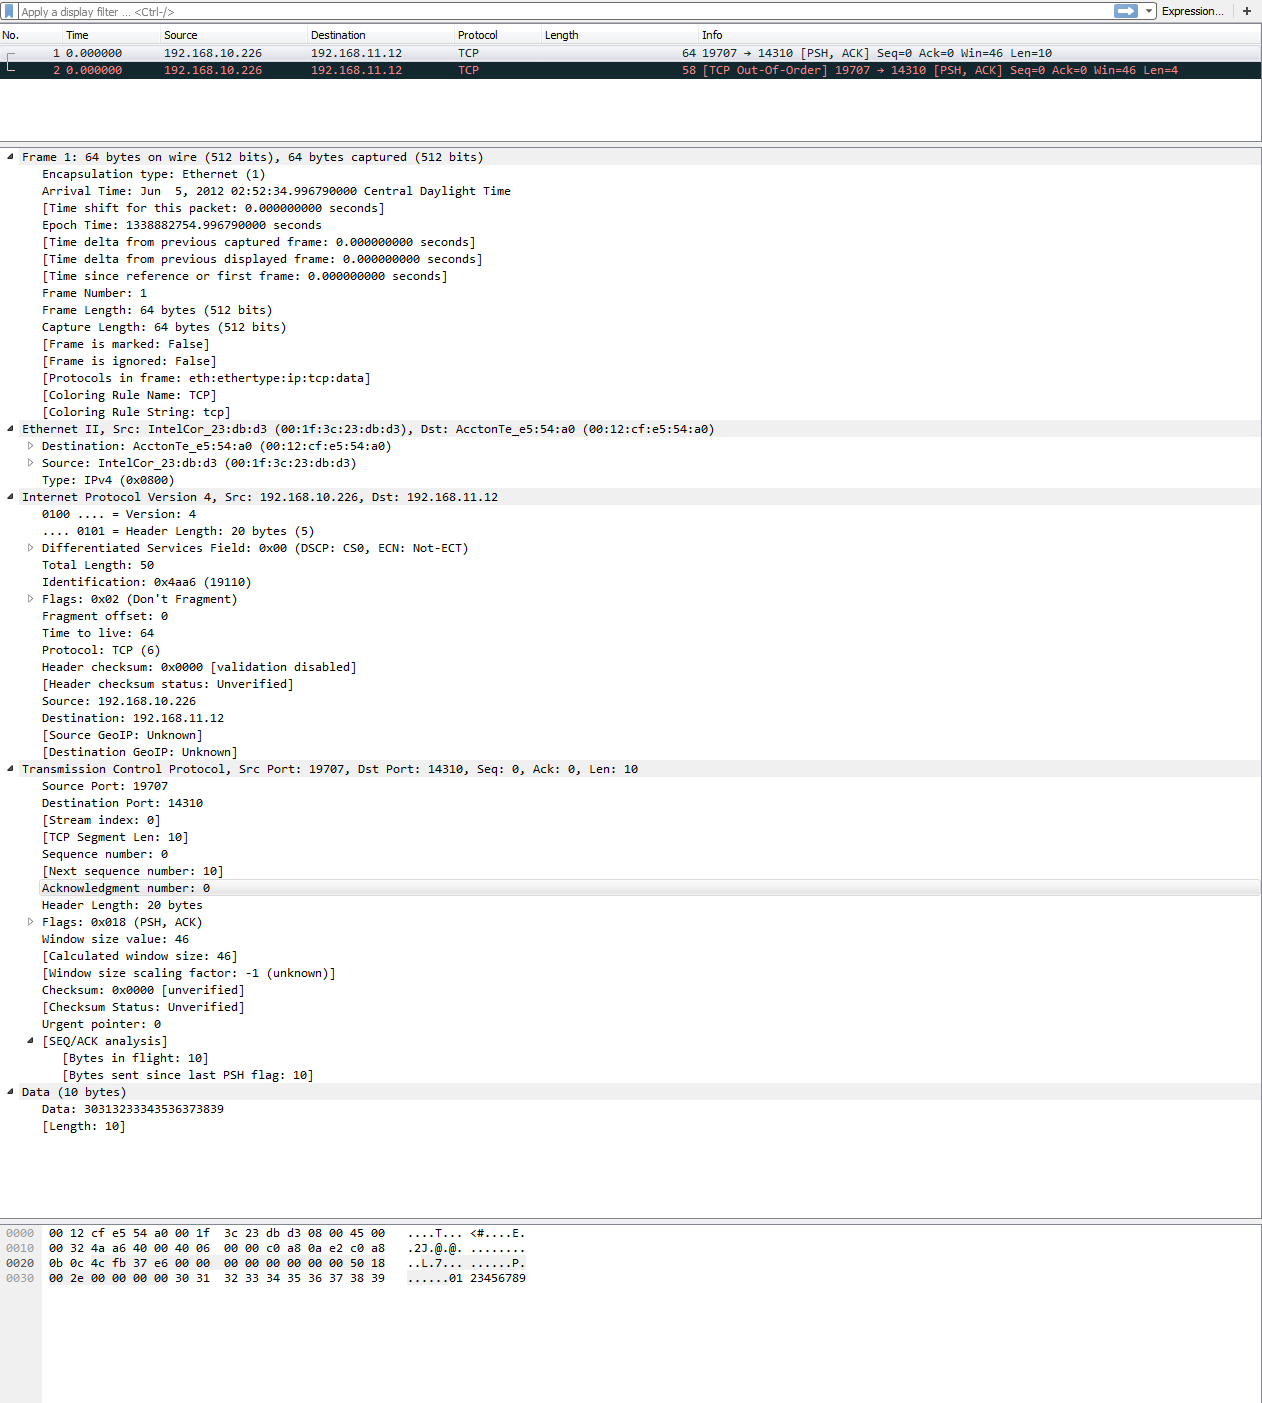 Apply a display filter ... <Ctrl-/> Expression... +
No. Time Source Destination Protocol Length Info
1 0.000000 192.168.10.226 192.168.11.12 TCP 64 19707 → 14310 [PSH, ACK] Seq=0 Ack=0 Win=46 Len=10
2 0.000000 192.168.10.226 192.168.11.12 TCP 58 [TCP Out-Of-Order] 19707 → 14310 [PSH, ACK] Seq=0 Ack=0 Win=46 Len=4
Frame 1: 64 bytes on wire (512 bits), 64 bytes captured (512 bits)
Encapsulation type: Ethernet (1)
Arrival Time: Jun  5, 2012 02:52:34.996790000 Central Daylight Time
[Time shift for this packet: 0.000000000 seconds]
Epoch Time: 1338882754.996790000 seconds
[Time delta from previous captured frame: 0.000000000 seconds]
[Time delta from previous displayed frame: 0.000000000 seconds]
[Time since reference or first frame: 0.000000000 seconds]
Frame Number: 1
Frame Length: 64 bytes (512 bits)
Capture Length: 64 bytes (512 bits)
[Frame is marked: False]
[Frame is ignored: False]
[Protocols in frame: eth:ethertype:ip:tcp:data]
[Coloring Rule Name: TCP]
[Coloring Rule String: tcp]
Ethernet II, Src: IntelCor_23:db:d3 (00:1f:3c:23:db:d3), Dst: AcctonTe_e5:54:a0 (00:12:cf:e5:54:a0)
Destination: AcctonTe_e5:54:a0 (00:12:cf:e5:54:a0)
Source: IntelCor_23:db:d3 (00:1f:3c:23:db:d3)
Type: IPv4 (0x0800)
Internet Protocol Version 4, Src: 192.168.10.226, Dst: 192.168.11.12
0100 .... = Version: 4
.... 0101 = Header Length: 20 bytes (5)
Differentiated Services Field: 0x00 (DSCP: CS0, ECN: Not-ECT)
Total Length: 50
Identification: 0x4aa6 (19110)
Flags: 0x02 (Don't Fragment)
Fragment offset: 0
Time to live: 64
Protocol: TCP (6)
Header checksum: 0x0000 [validation disabled]
[Header checksum status: Unverified]
Source: 192.168.10.226
Destination: 192.168.11.12
[Source GeoIP: Unknown]
[Destination GeoIP: Unknown]
Transmission Control Protocol, Src Port: 19707, Dst Port: 14310, Seq: 0, Ack: 0, Len: 10
Source Port: 19707
Destination Port: 14310
[Stream index: 0]
[TCP Segment Len: 10]
Sequence number: 0
[Next sequence number: 10]
Acknowledgment number: 0
Header Length: 20 bytes
Flags: 0x018 (PSH, ACK)
Window size value: 46
[Calculated window size: 46]
[Window size scaling factor: -1 (unknown)]
Checksum: 0x0000 [unverified]
[Checksum Status: Unverified]
Urgent pointer: 0
[SEQ/ACK analysis]
[Bytes in flight: 10]
[Bytes sent since last PSH flag: 10]
Data (10 bytes)
Data: 30313233343536373839
[Length: 10]
0000 00 12 cf e5 54 a0 00 1f 3c 23 db d3 08 00 45 00 ....T... <#....E.
0010 00 32 4a a6 40 00 40 06 00 00 c0 a8 0a e2 c0 a8 .2J.@.@. ........
0020 0b 0c 4c fb 37 e6 00 00 00 00 00 00 00 00 50 18 ..L.7... ......P.
0030 00 2e 00 00 00 00 30 31 32 33 34 35 36 37 38 39 ......01 23456789